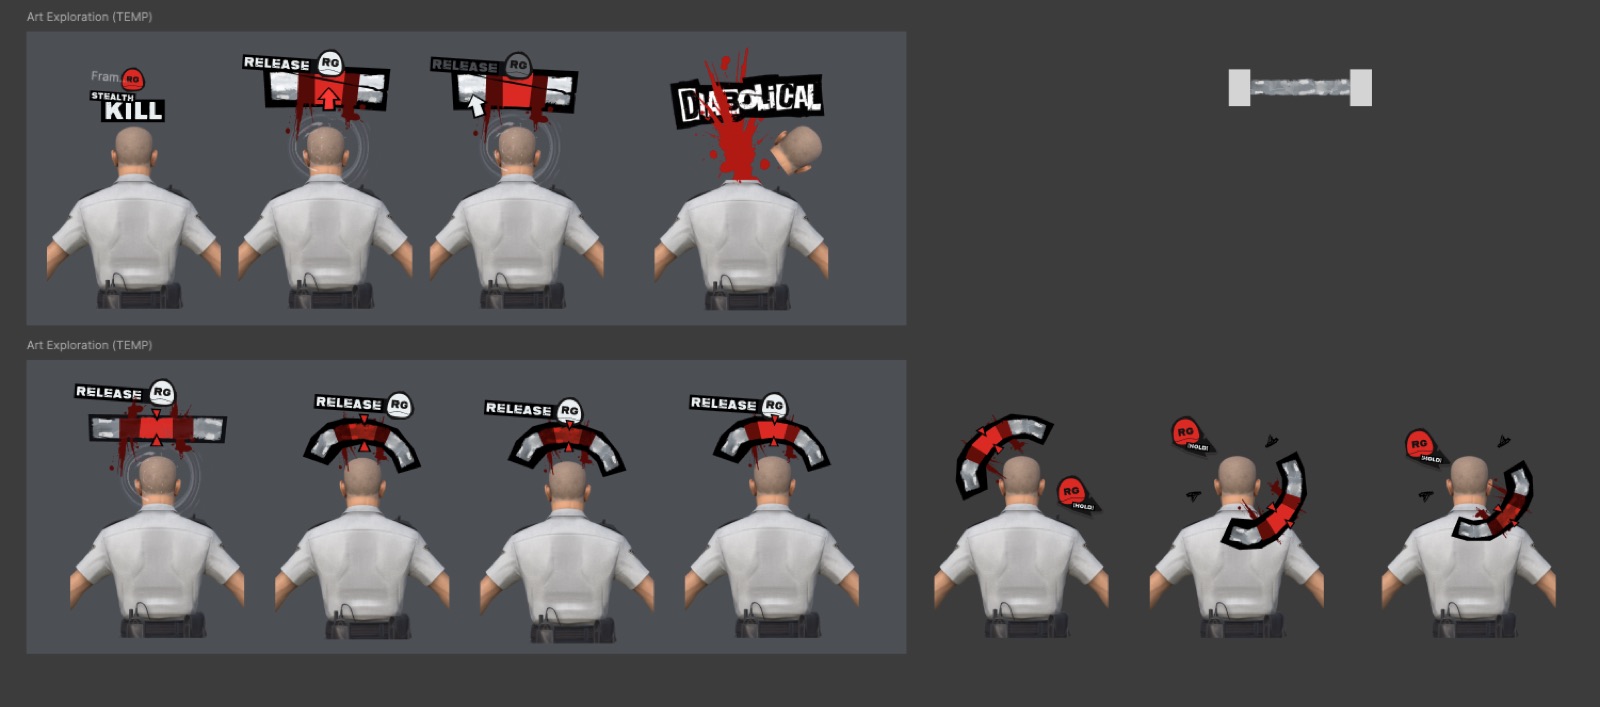 Art Exploration (TEMP)
Fram...
RG
STEALTH
KILL
RELEASE RG
RELEASE RG
DIABOLICAL
Art Exploration (TEMP)
RELEASE RG
RELEASE RG
RELEASE RG
RELEASE RG
RG
HOLD!
RG
HOLD!
RG
HOLD!